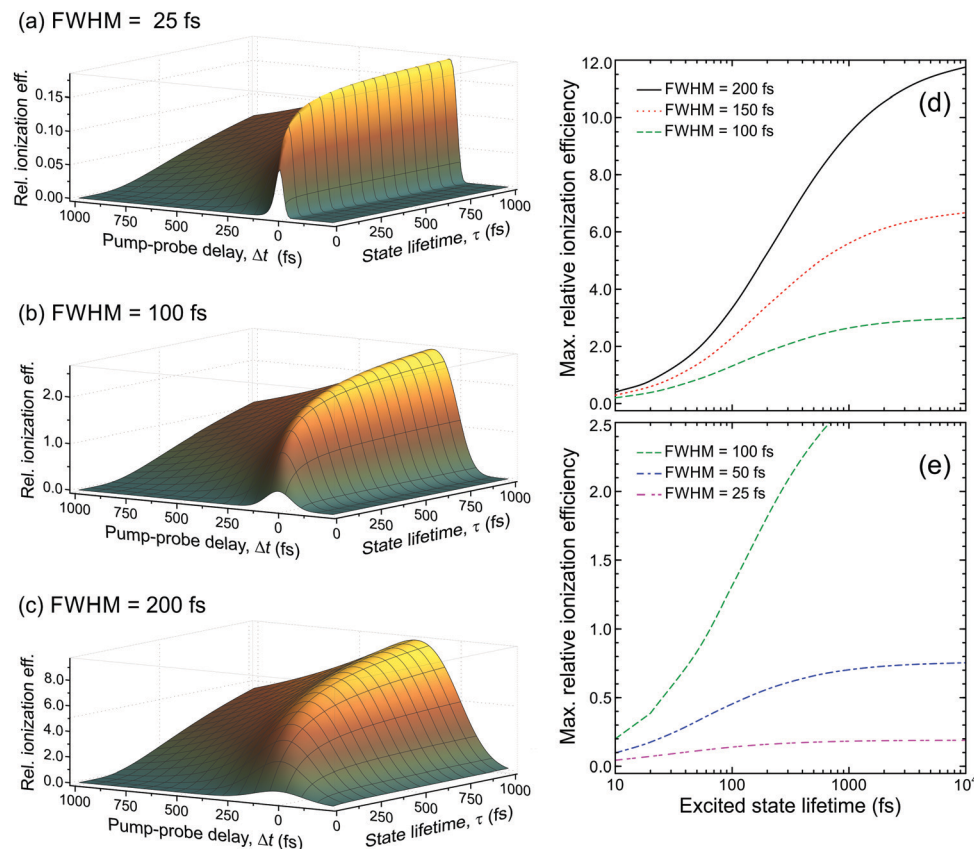 (a) FWHM = 25 fs
Rel. ionization eff.
0.15
0.10
0.05
0.00
1000
750
500
250
0
Pump-probe delay, Δt (fs)
0
250
500
750
1000
State lifetime, τ (fs)
(b) FWHM = 100 fs
Rel. ionization eff.
2.0
1.0
0.0
1000
750
500
250
0
Pump-probe delay, Δt (fs)
0
250
500
750
1000
State lifetime, τ (fs)
(c) FWHM = 200 fs
Rel. ionization eff.
8.0
6.0
4.0
2.0
0.0
1000
750
500
250
0
Pump-probe delay, Δt (fs)
0
250
500
750
1000
State lifetime, τ (fs)
(d)
FWHM = 200 fs
FWHM = 150 fs
FWHM = 100 fs
Max. relative ionization efficiency
12.0
10.0
8.0
6.0
4.0
2.0
0.0
(e)
FWHM = 100 fs
FWHM = 50 fs
FWHM = 25 fs
Max. relative ionization efficiency
2.5
2.0
1.5
1.0
0.5
0.0
10
100
1000
10⁴
Excited state lifetime (fs)